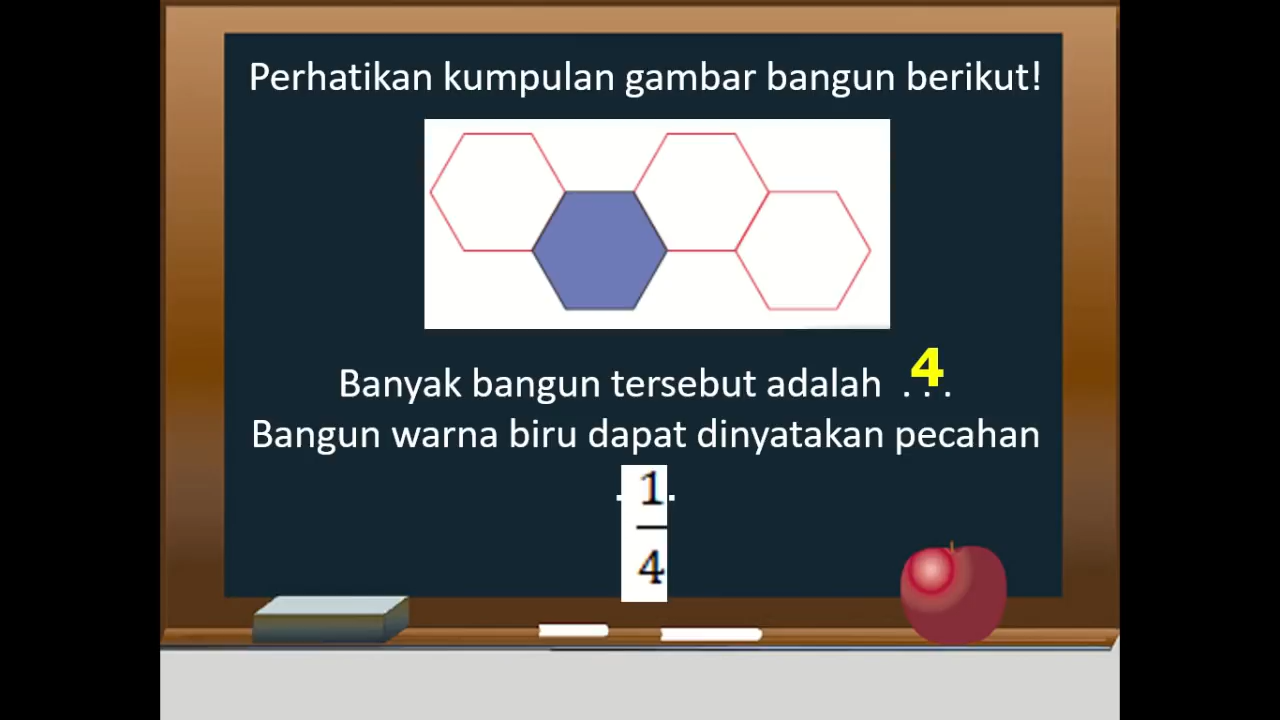 Perhatikan kumpulan gambar bangun berikut!
Banyak bangun tersebut adalah ...4
Bangun warna biru dapat dinyatakan pecahan
. 1 .
4